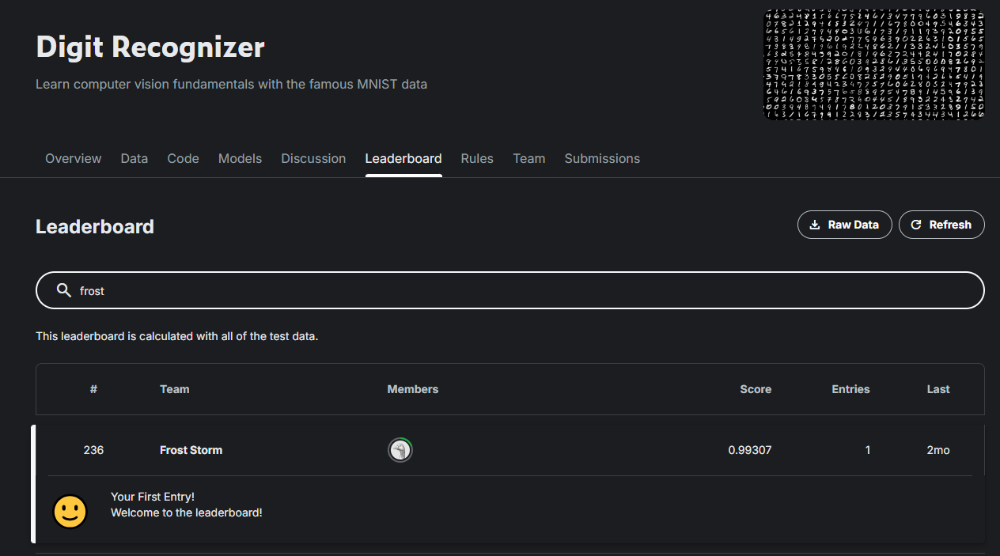 Digit Recognizer
Learn computer vision fundamentals with the famous MNIST data
Overview Data Code Models Discussion Leaderboard Rules Team Submissions
Leaderboard
Raw Data Refresh
frost
This leaderboard is calculated with all of the test data.
# Team Members Score Entries Last
236 Frost Storm 0.99307 1 2mo
Your First Entry!
Welcome to the leaderboard!